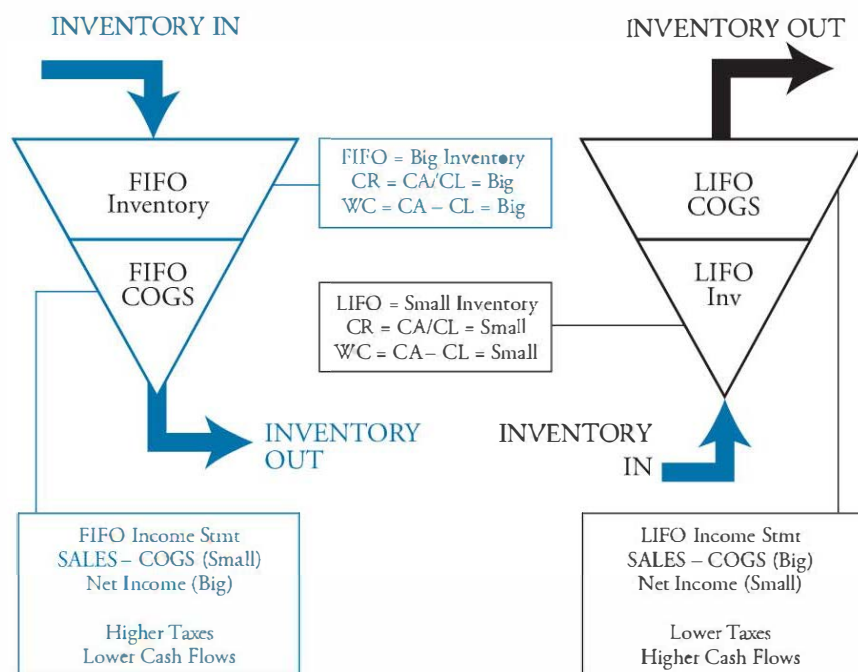 INVENTORY IN
INVENTORY OUT
FIFO
Inventory
FIFO = Big Inventory
CR = CA/CL = Big
WC = CA – CL = Big
LIFO
COGS
FIFO
COGS
LIFO = Small Inventory
CR = CA/CL = Small
WC = CA – CL = Small
LIFO
Inv
INVENTORY
OUT
INVENTORY
IN
FIFO Income Stmt
SALES – COGS (Small)
Net Income (Big)
Higher Taxes
Lower Cash Flows
LIFO Income Stmt
SALES – COGS (Big)
Net Income (Small)
Lower Taxes
Higher Cash Flows